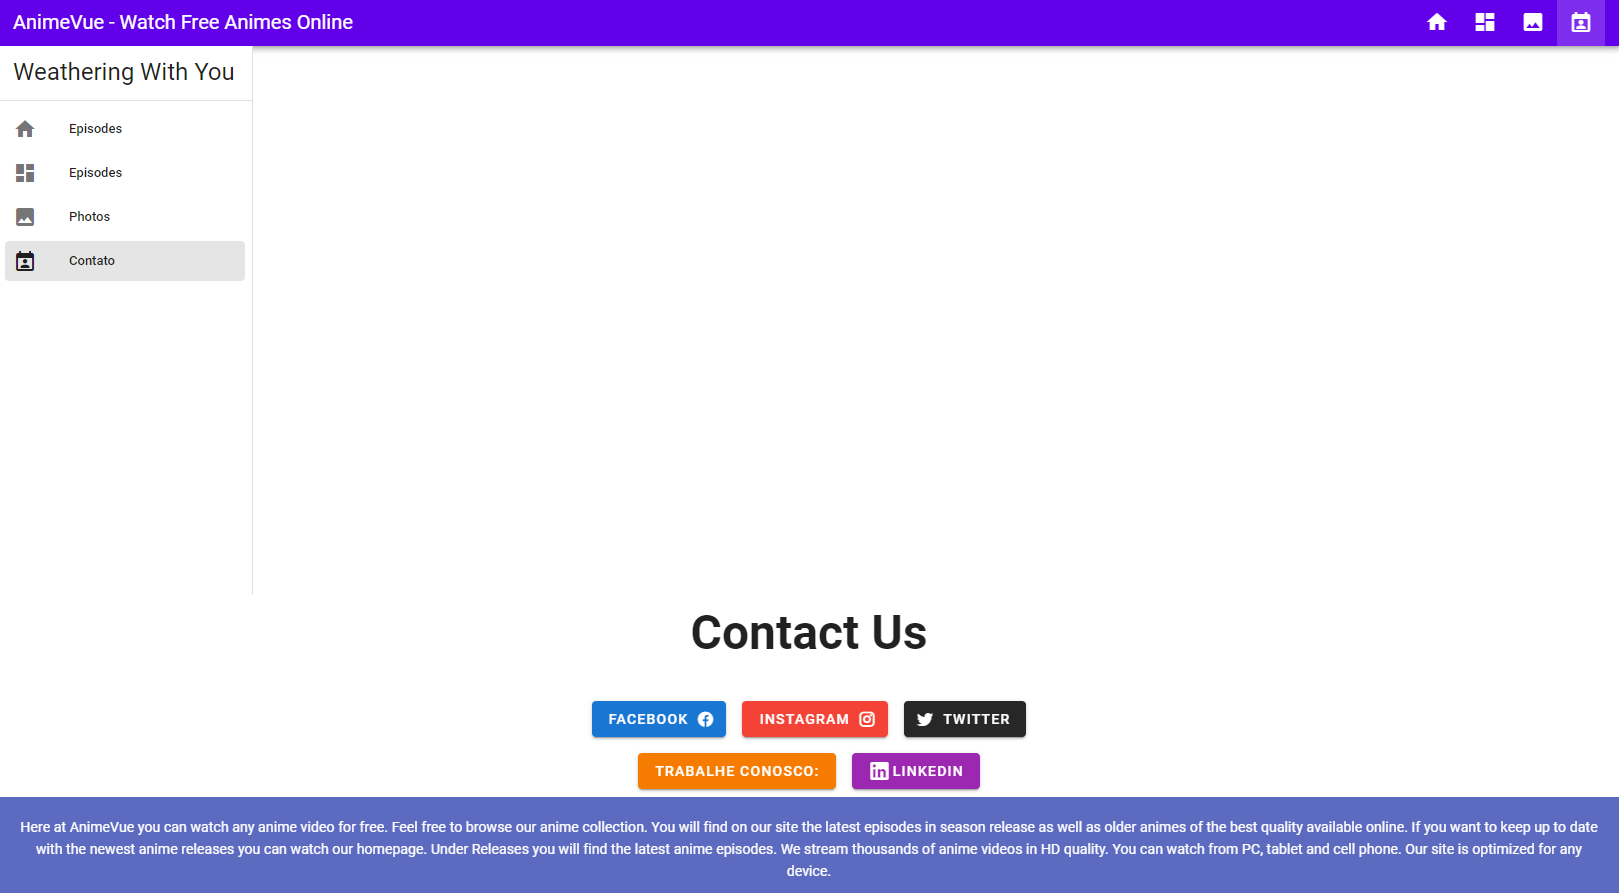 AnimeVue - Watch Free Animes Online
Weathering With You
Episodes
Episodes
Photos
Contato
Contact Us
FACEBOOK
INSTAGRAM
TWITTER
TRABALHE CONOSCO:
LINKEDIN
Here at AnimeVue you can watch any anime video for free. Feel free to browse our anime collection. You will find on our site the latest episodes in season release as well as older animes of the best quality available online. If you want to keep up to date
with the newest anime releases you can watch our homepage. Under Releases you will find the latest anime episodes. We stream thousands of anime videos in HD quality. You can watch from PC, tablet and cell phone. Our site is optimized for any
device.